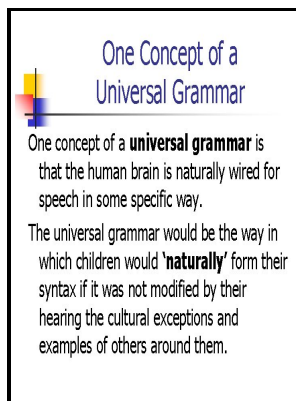 One Concept of a
Universal Grammar
One concept of a universal grammar is
that the human brain is naturally wired for
speech in some specific way.
The universal grammar would be the way in
which children would ‘naturally’ form their
syntax if it was not modified by their
hearing the cultural exceptions and
examples of others around them.